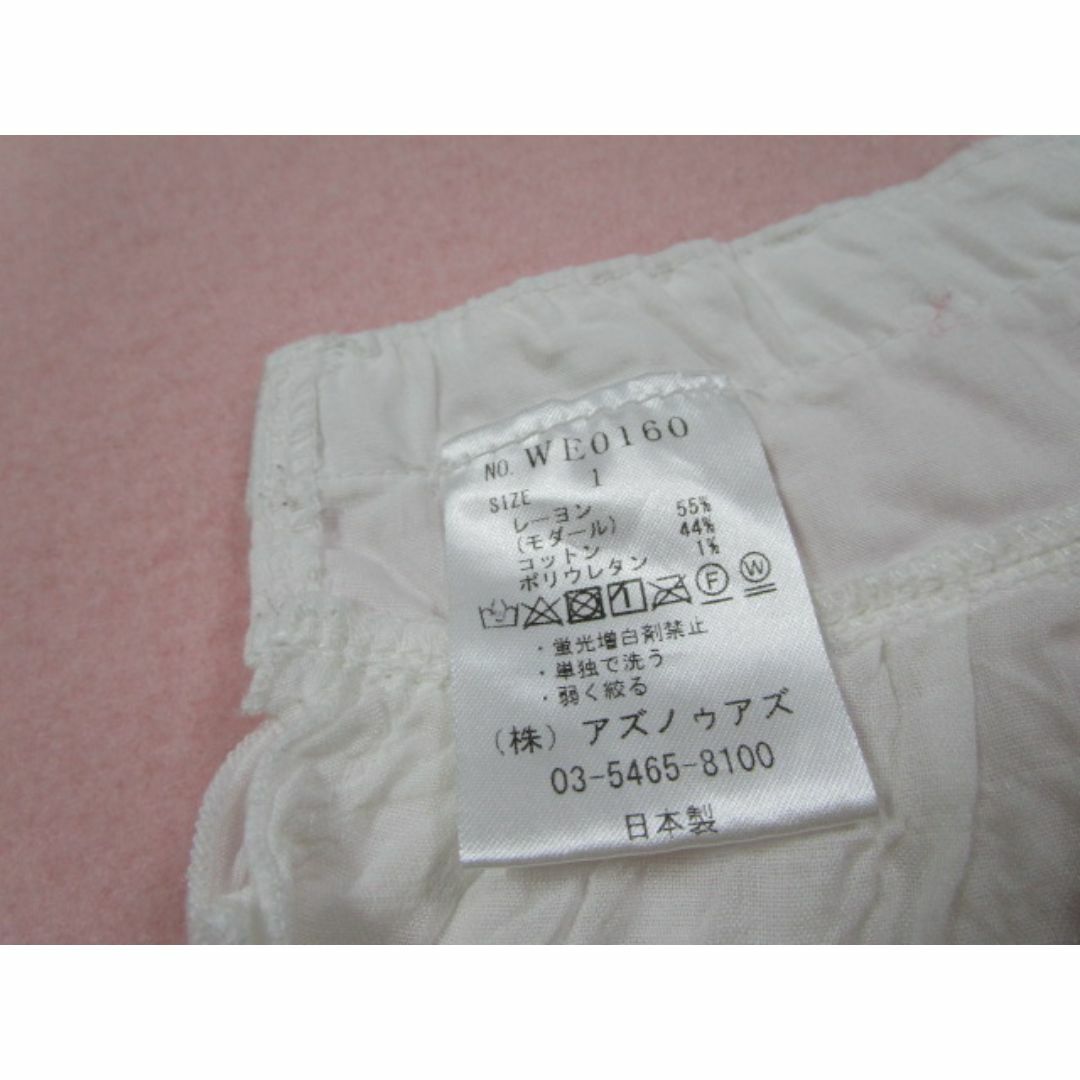 NO. WE0160
SIZE 1
レーヨン 55%
(モダール)
コットン 44%
ポリウレタン 1%
F W
・蛍光増白剤禁止
・単独で洗う
・弱く絞る
(株) アズノゥアズ
03-5465-8100
日本製